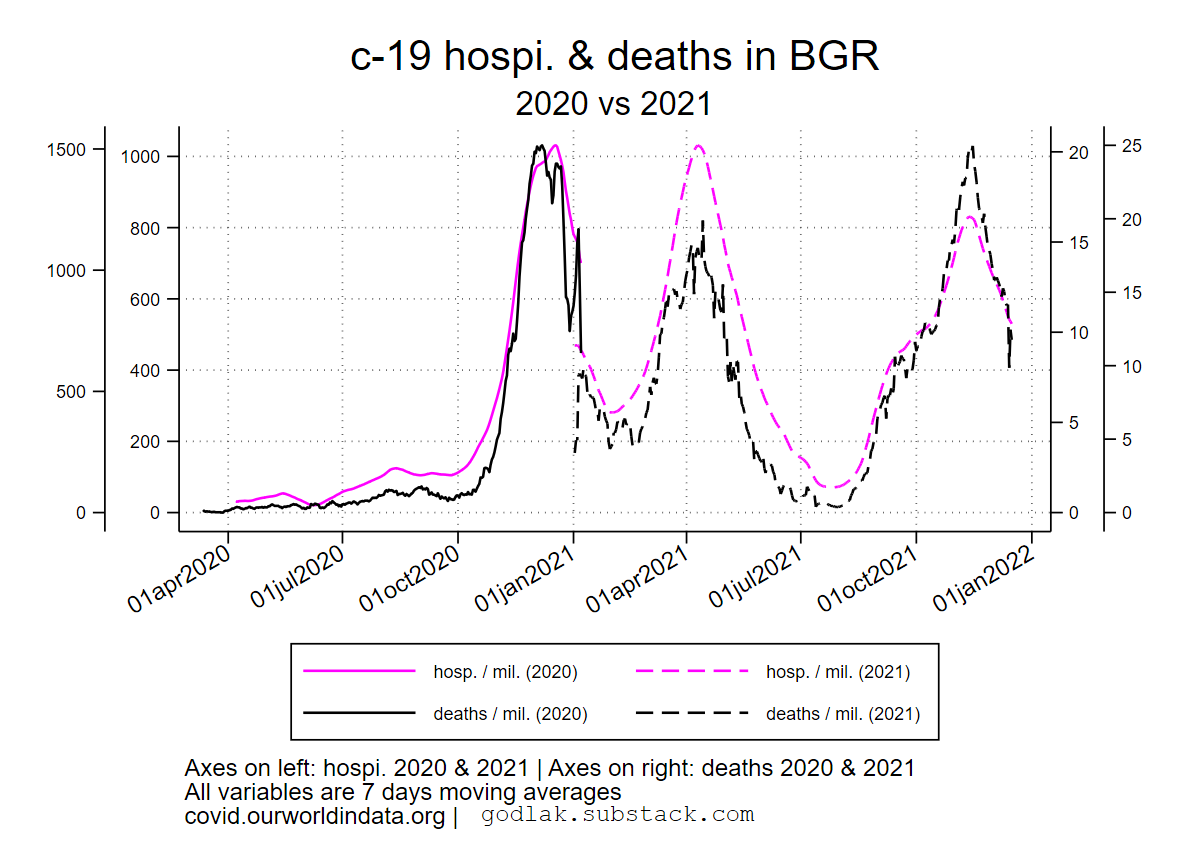 c-19 hospi. & deaths in BGR
2020 vs 2021
1500
1000
500
0
1000
800
600
400
200
0
20
15
10
5
0
25
20
15
10
5
0
01apr2020
01jul2020
01oct2020
01jan2021
01apr2021
01jul2021
01oct2021
01jan2022
hosp. / mil. (2020)
hosp. / mil. (2021)
deaths / mil. (2020)
deaths / mil. (2021)
Axes on left: hospi. 2020 & 2021 | Axes on right: deaths 2020 & 2021
All variables are 7 days moving averages
covid.ourworldindata.org | godlak.substack.com